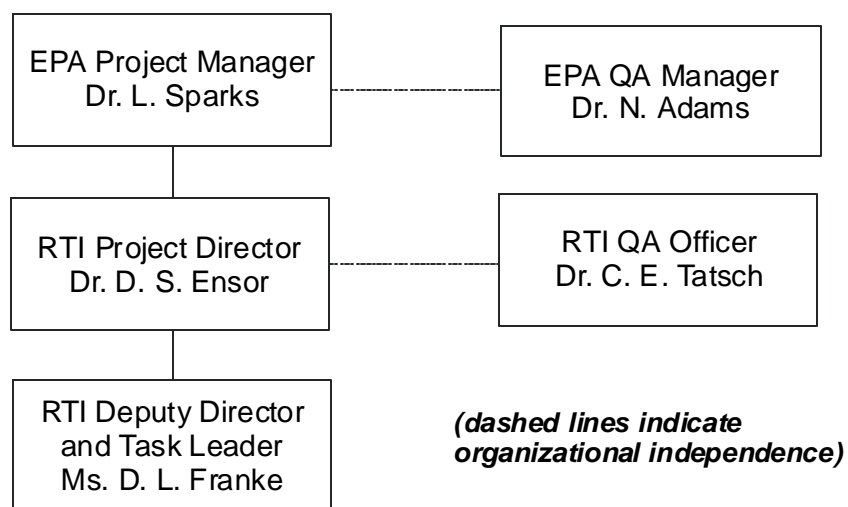 EPA Project Manager
Dr. L. Sparks
EPA QA Manager
Dr. N. Adams
RTI Project Director
Dr. D. S. Ensor
RTI QA Officer
Dr. C. E. Tatsch
RTI Deputy Director
and Task Leader
Ms. D. L. Franke
(dashed lines indicate
organizational independence)